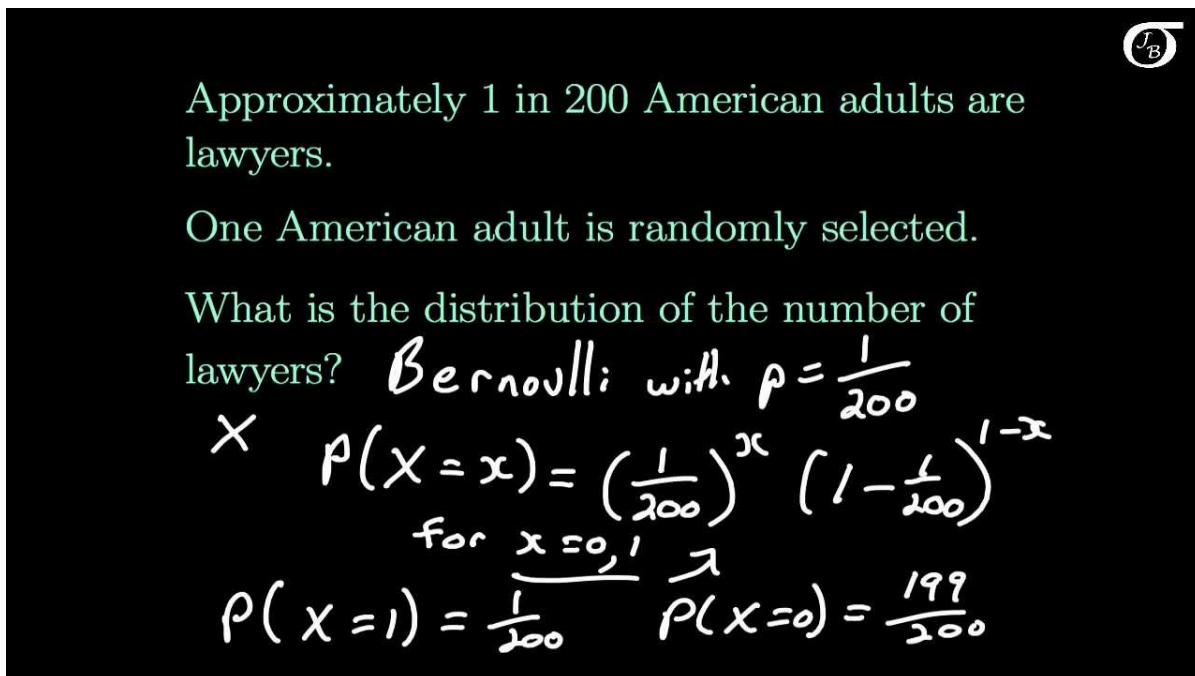 JB
Approximately 1 in 200 American adults are
lawyers.
One American adult is randomly selected.
What is the distribution of the number of
lawyers? Bernoulli with p = 1/200
X P(X = x) = (1/200)^x (1 - 1/200)^(1-x)
for x = 0, 1
P(X = 1) = 1/200 P(X = 0) = 199/200